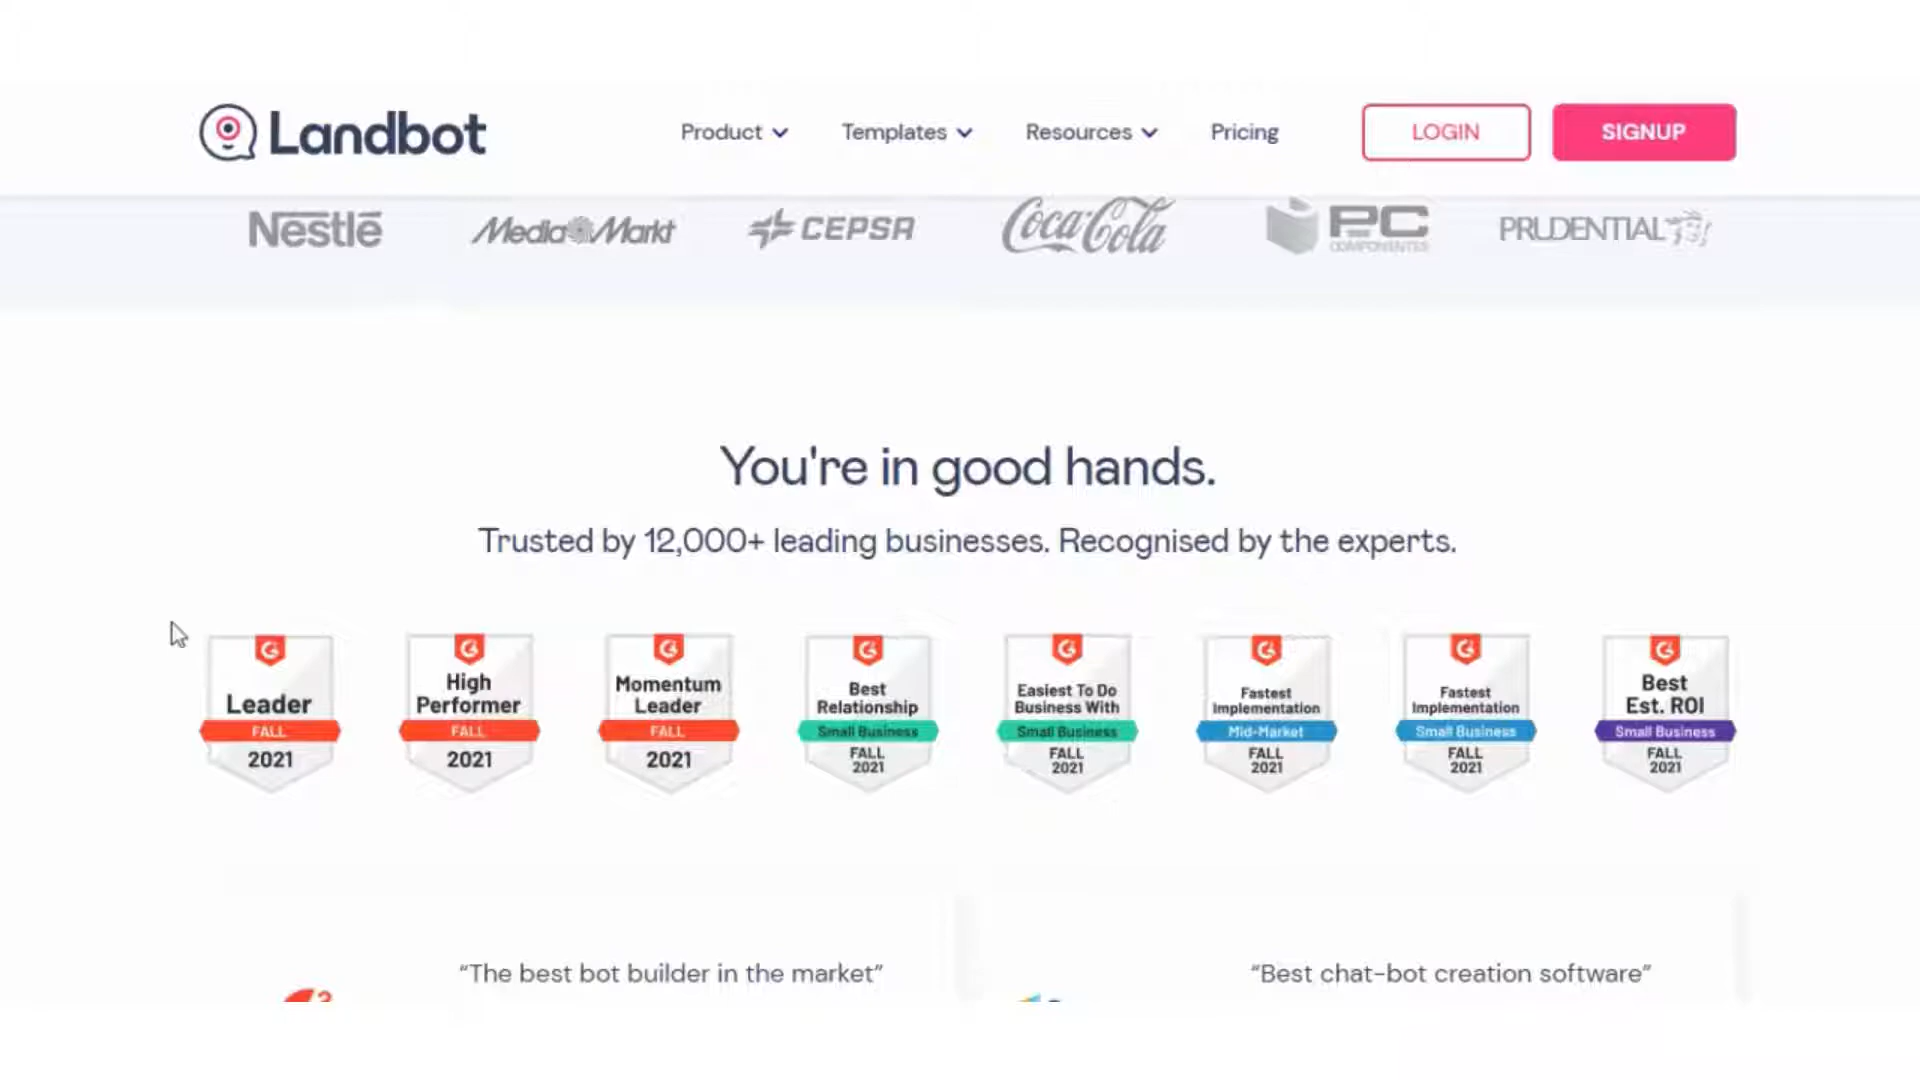 Landbot
Product
Templates
Resources
Pricing
LOGIN
SIGNUP
Nestlé
Media Markt
CEPSA
Coca-Cola
PC COMPONENTES
PRUDENTIAL
You're in good hands.
Trusted by 12,000+ leading businesses. Recognised by the experts.
Leader
FALL
2021
High
Performer
FALL
2021
Momentum
Leader
FALL
2021
Best
Relationship
Small Business
FALL
2021
Easiest To Do
Business With
Small Business
FALL
2021
Fastest
Implementation
Mid-Market
FALL
2021
Fastest
Implementation
Small Business
FALL
2021
Best
Est. ROI
Small Business
FALL
2021
“The best bot builder in the market”
“Best chat-bot creation software”